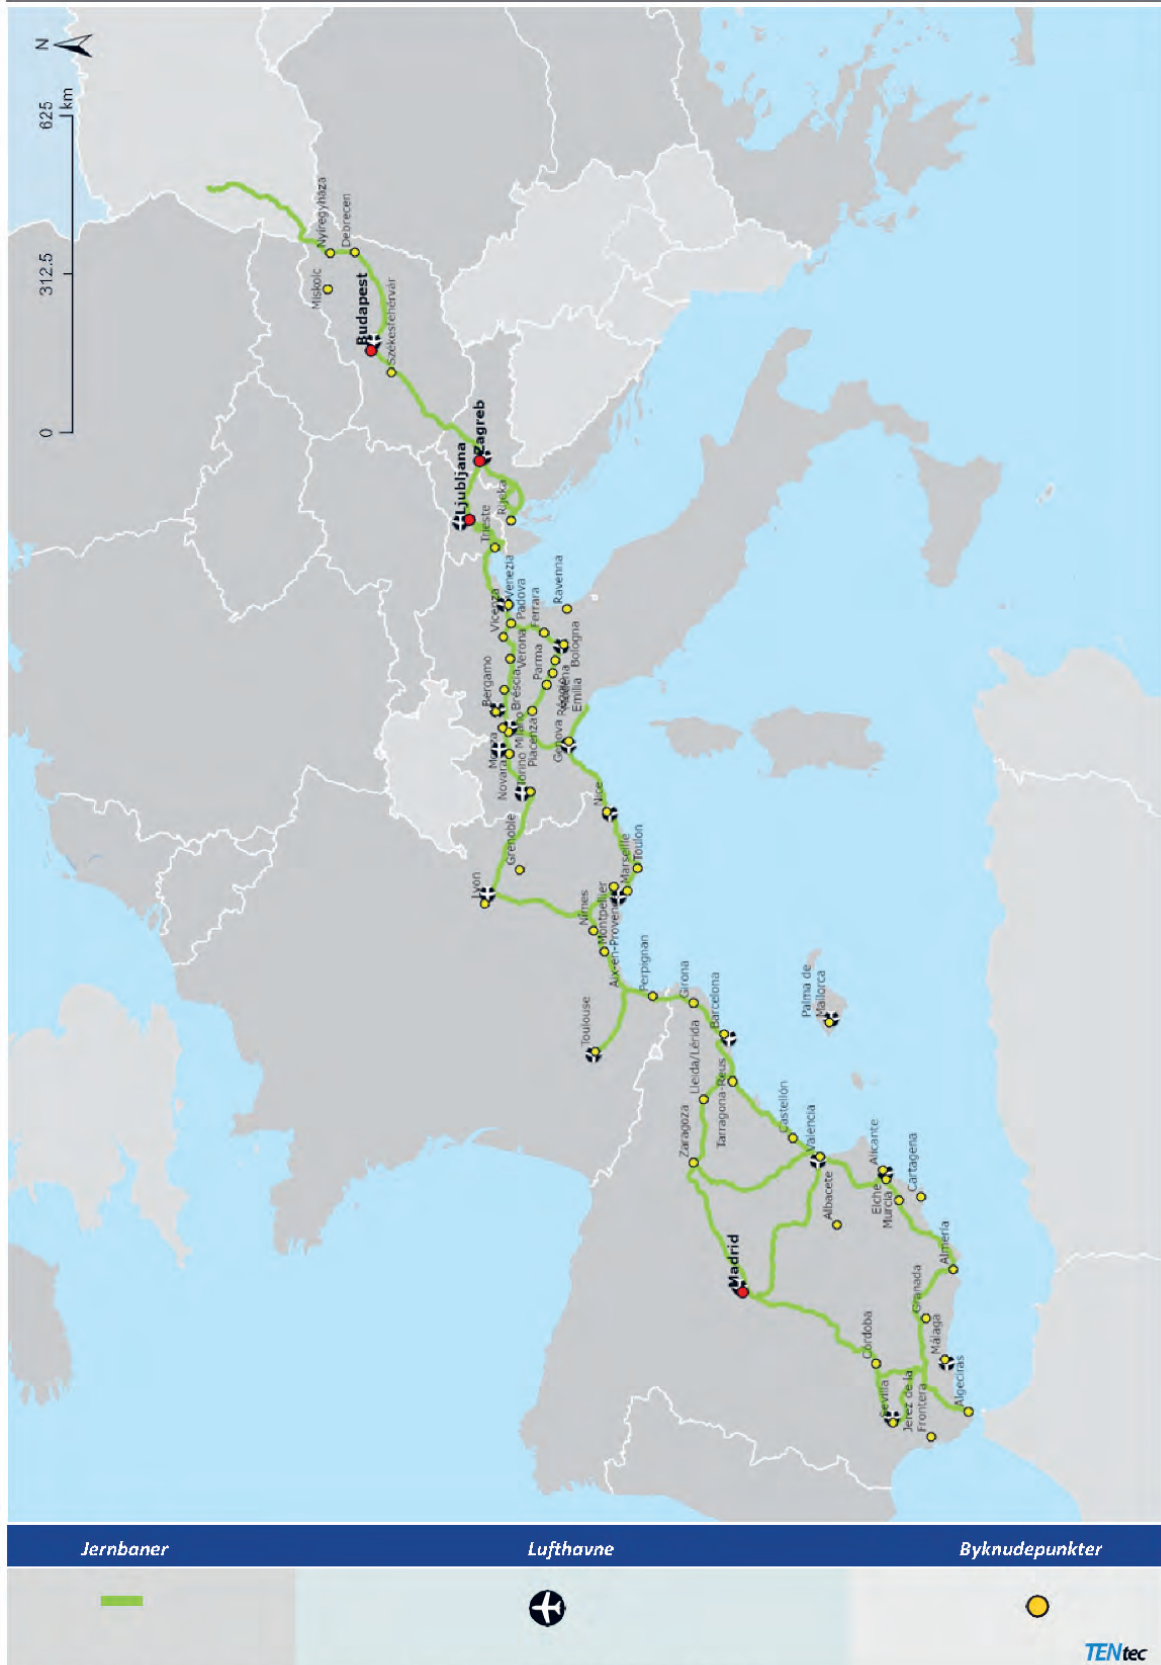 N
625
km
312.5
0
Nyíregyháza
Debrecen
Miskolc
Budapest
Székesfehérvár
Zagreb
Ljubljana
Rijeka
Trieste
Venezia
Vicenza
Padova
Ravenna
Ferrara
Verona
Bologna
Parma
Bergamo
Bréscia
Reggio
Emilia
Milano
Piacenza
Genova
Novara
Torino
Nice
Grenoble
Toulon
Marseille
Lyon
Nîmes
Montpellier
Aix-en-Provence
Perpignan
Girona
Toulouse
Barcelona
Palma de
Mallorca
Lleida/Lérida
Tarragona-Reus
Zaragoza
Castellón
Valencia
Alicante
Albacete
Elche
Murcia
Cartagena
Madrid
Almería
Granada
Córdoba
Málaga
Sevilla
Jerez de la
Frontera
Algeciras
Jernbaner
Lufthavne
Byknudepunkter
TENtec